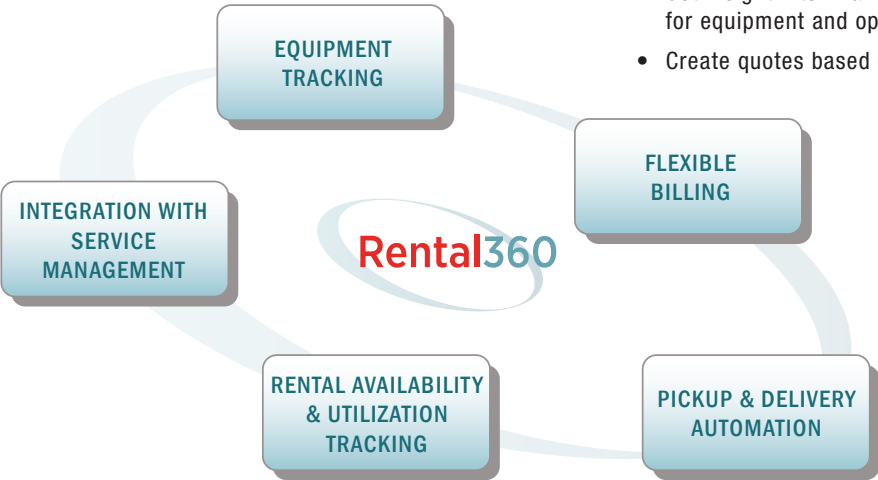 for equipment and
• Create quotes based
EQUIPMENT
TRACKING
FLEXIBLE
BILLING
INTEGRATION WITH
SERVICE
MANAGEMENT
Rental360
RENTAL AVAILABILITY
& UTILIZATION
TRACKING
PICKUP & DELIVERY
AUTOMATION